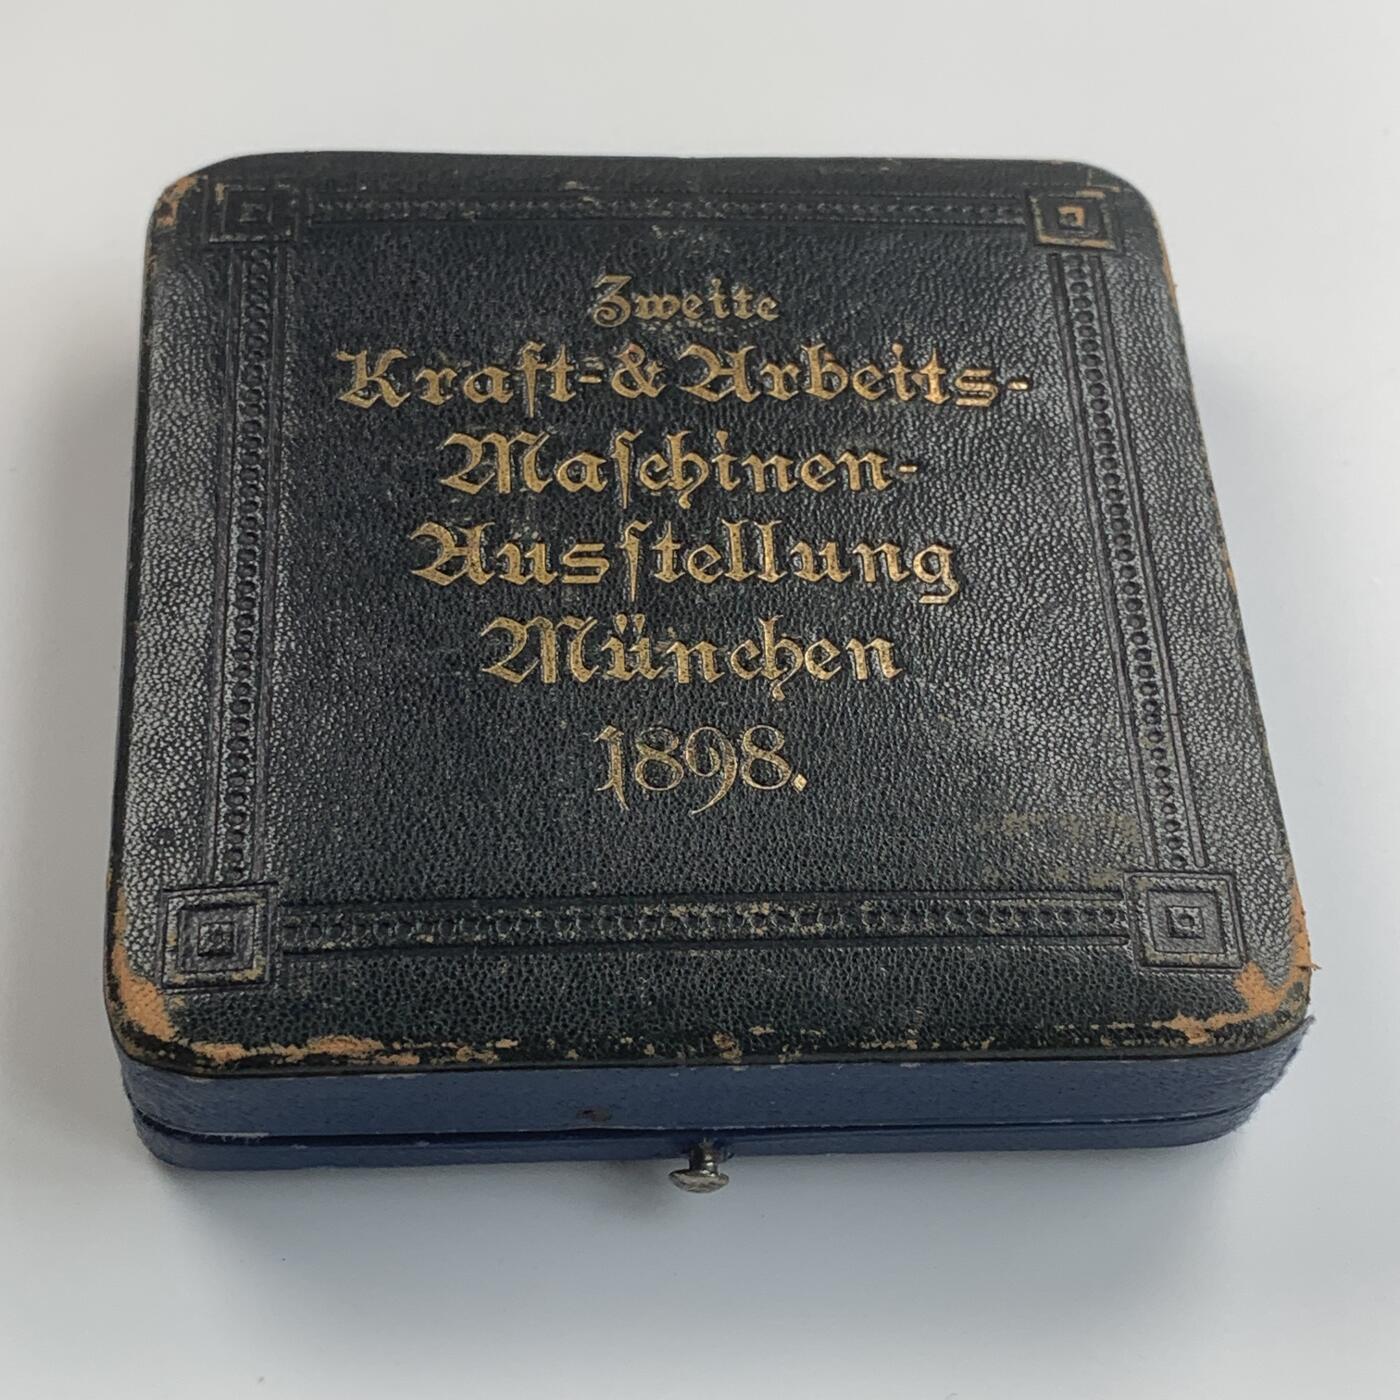 Zweite
Kraft-& Arbeits-
Maſchinen-
Ausſtellung
München
1898.